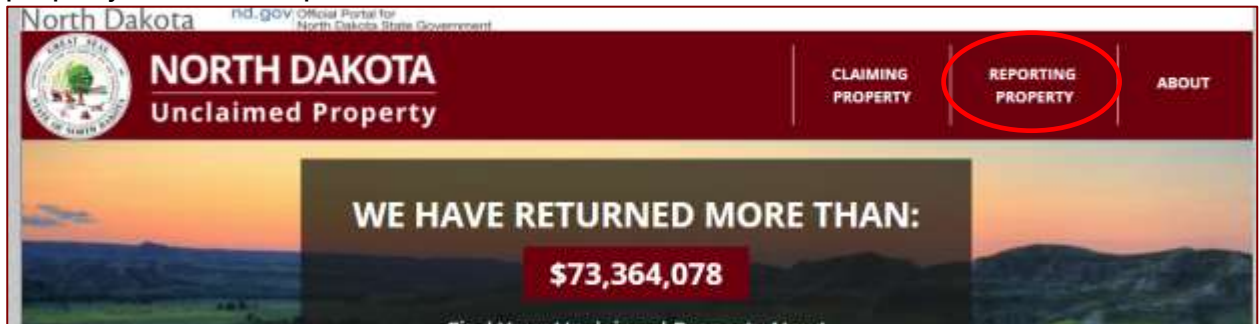 North Dakota
nd.gov
Official Portal for
North Dakota State Government
NORTH DAKOTA
Unclaimed Property
CLAIMING
PROPERTY
REPORTING
PROPERTY
ABOUT
WE HAVE RETURNED MORE THAN:
$73,364,078